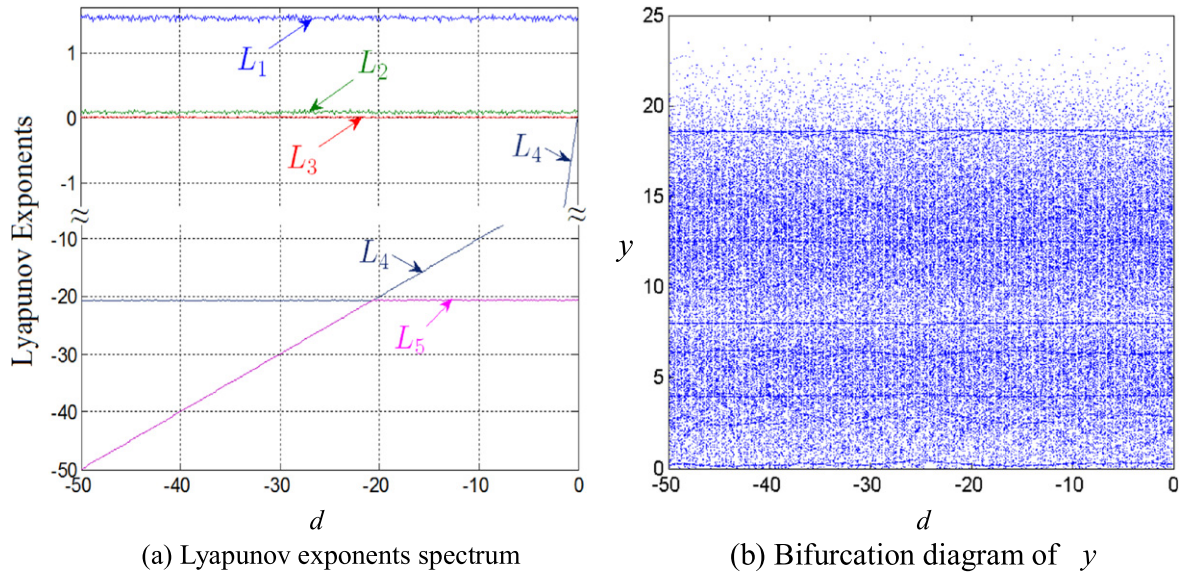 1
0
-1
-10
-20
-30
-40
-50
≈
≈
Lyapunov Exponents
L1
L2
L3
L4
L4
L5
-50 -40 -30 -20 -10 0
d
(a) Lyapunov exponents spectrum
25
20
15
10
5
0
y
-50 -40 -30 -20 -10 0
d
(b) Bifurcation diagram of y